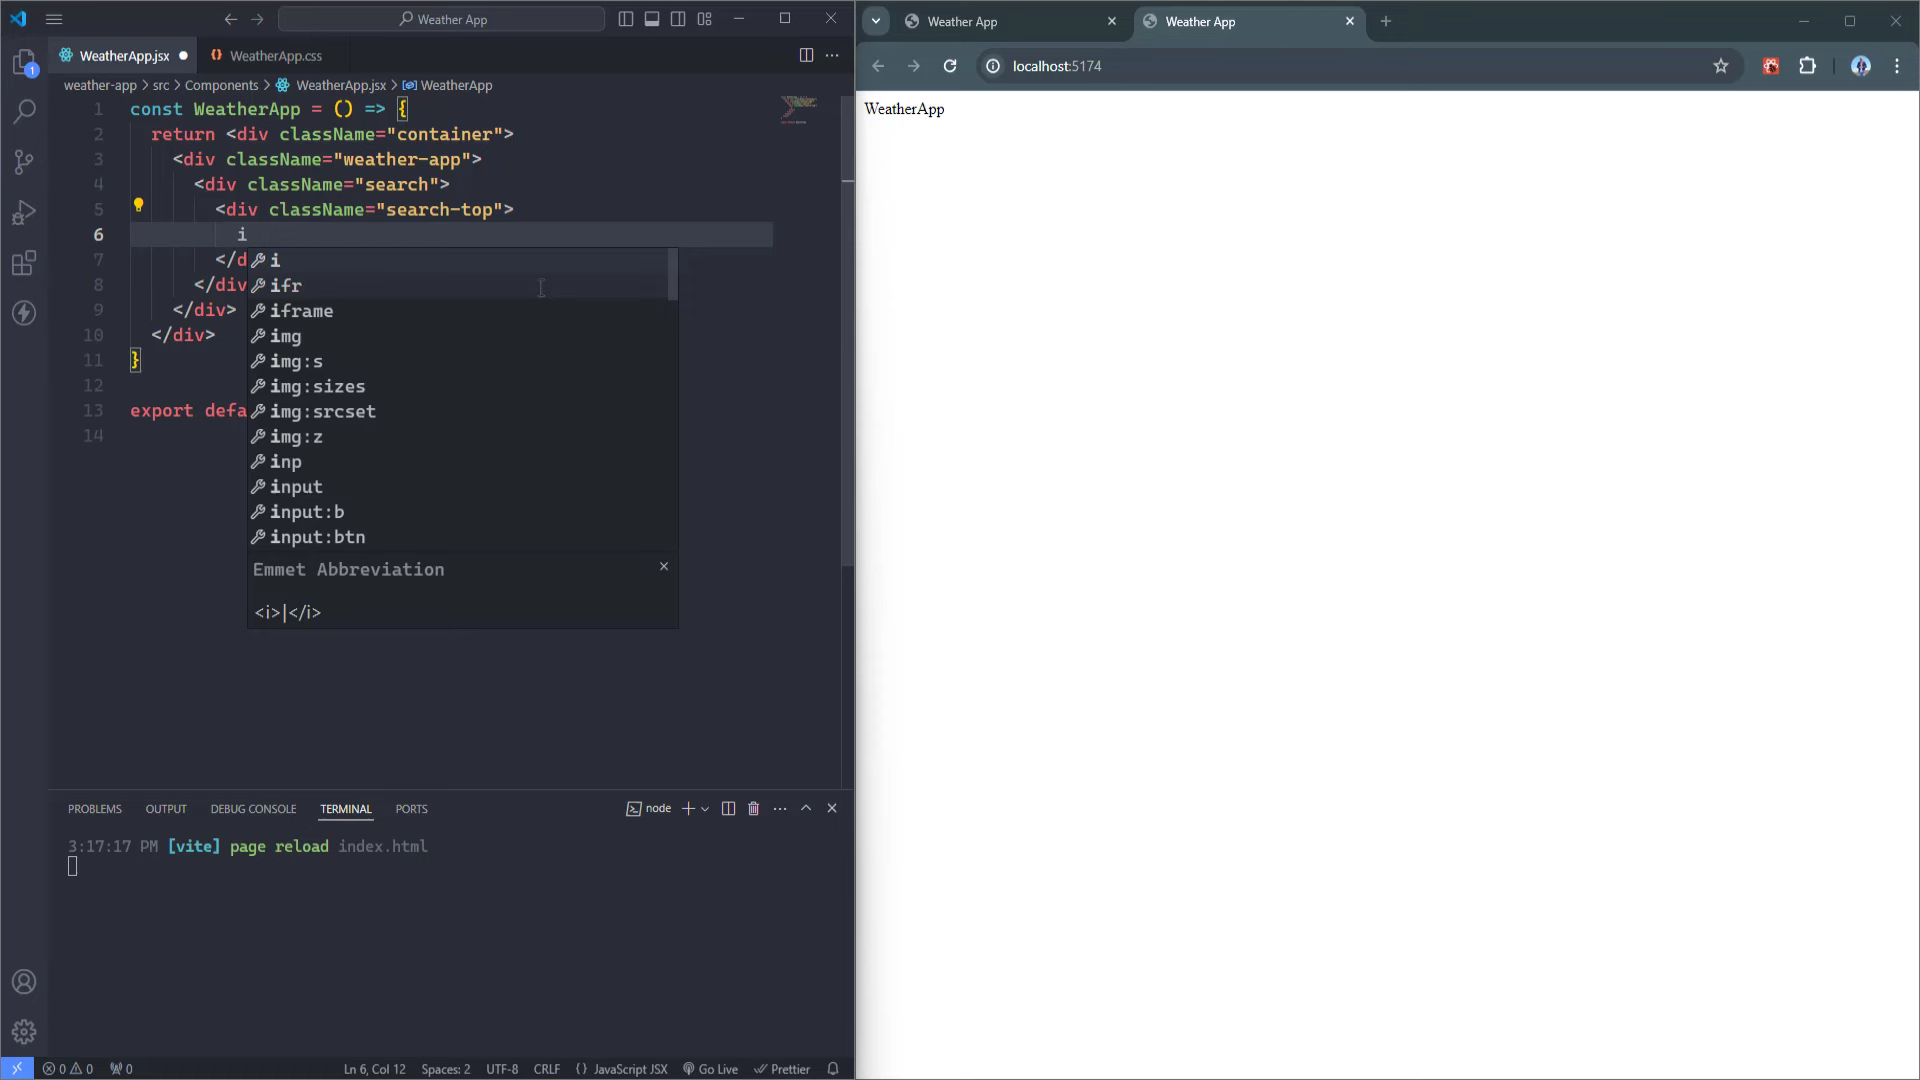 Weather App
WeatherApp.jsx
WeatherApp.css
1
weather-app > src > Components > WeatherApp.jsx > WeatherApp
1 const WeatherApp = () => {
2 return <div className="container">
3 <div className="weather-app">
4 <div className="search">
5 <div className="search-top">
6 i
7 </d
8 </div
9 </div>
10 </div>
11 }
12
13 export defa
14
i
ifr
iframe
img
img:s
img:sizes
img:srcset
img:z
inp
input
input:b
input:btn
Emmet Abbreviation
<i>|</i>
PROBLEMS OUTPUT DEBUG CONSOLE TERMINAL PORTS
node
3:17:17 PM [vite] page reload index.html
0 0 0
Ln 6, Col 12 Spaces: 2 UTF-8 CRLF {} JavaScript JSX Go Live Prettier
Weather App
Weather App
localhost:5174
WeatherApp